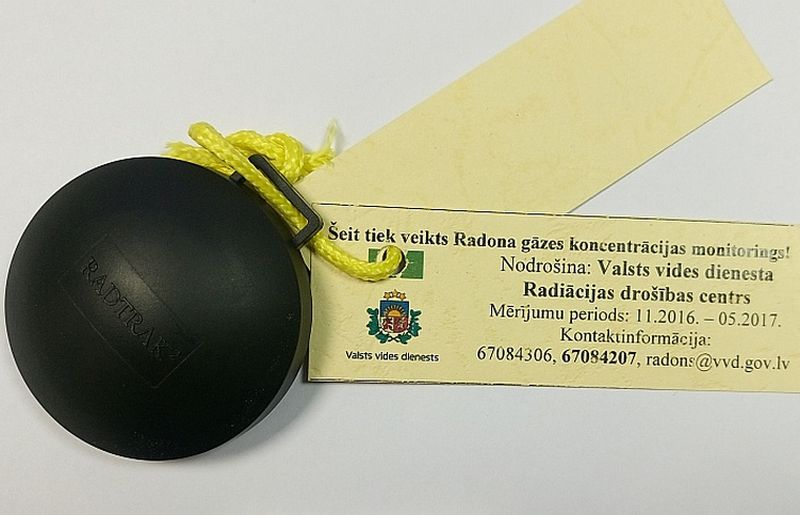 RADTRAK²
Šeit tiek veikts Radona gāzes koncentrācijas monitorings!
Nodrošina: Valsts vides dienesta
Radiācijas drošības centrs
Mērījumu periods: 11.2016. – 05.2017.
Kontaktinformācija:
67084306, 67084207, radons@vvd.gov.lv
Valsts vides dienests